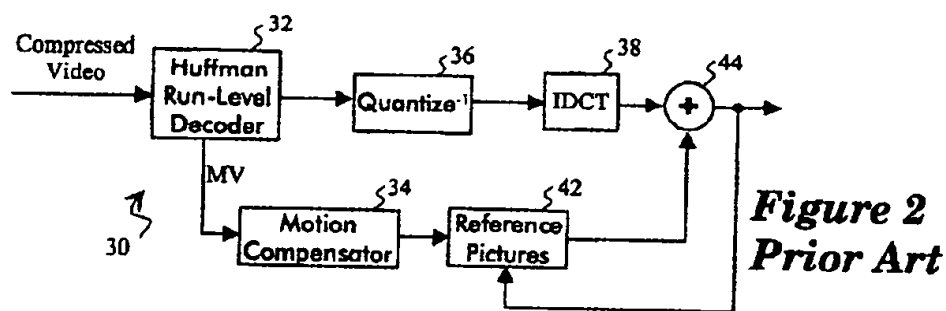 Compressed
Video
32
Huffman
Run-Level
Decoder
36
Quantize⁻¹
38
IDCT
44
+
MV
30
34
Motion
Compensator
42
Reference
Pictures
Figure 2
Prior Art